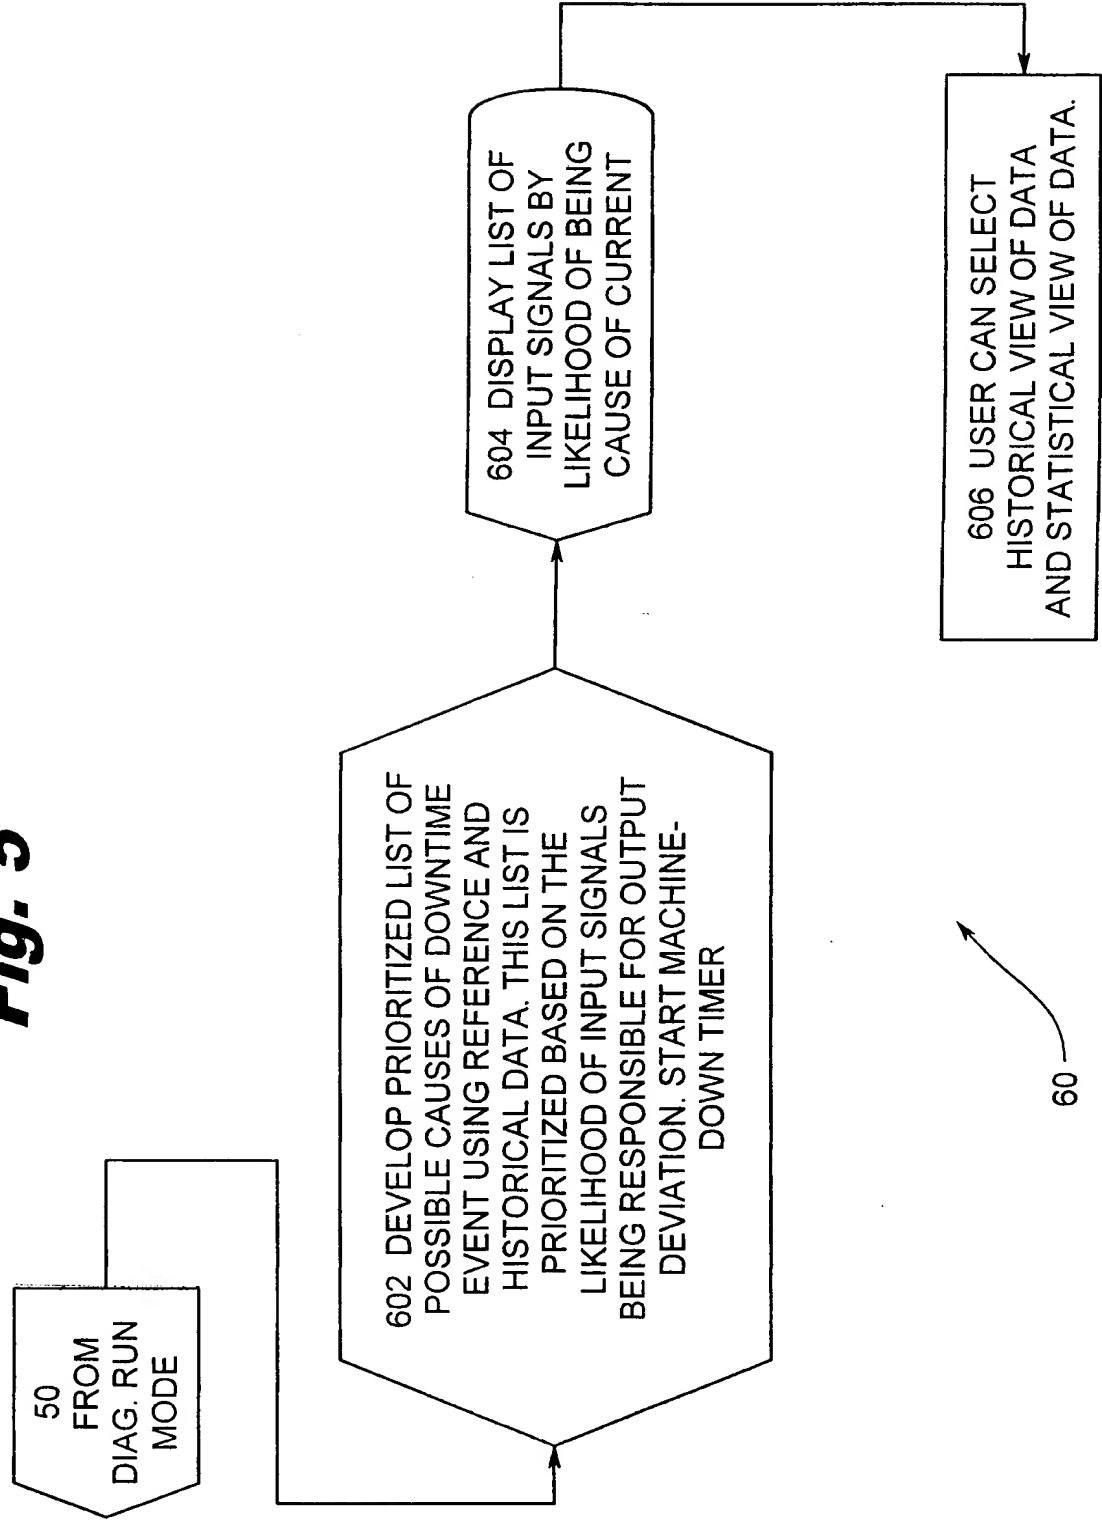 Fig. 5
50
FROM
DIAG. RUN
MODE
602 DEVELOP PRIORITIZED LIST OF
POSSIBLE CAUSES OF DOWNTIME
EVENT USING REFERENCE AND
HISTORICAL DATA. THIS LIST IS
PRIORITIZED BASED ON THE
LIKELIHOOD OF INPUT SIGNALS
BEING RESPONSIBLE FOR OUTPUT
DEVIATION. START MACHINE-
DOWN TIMER
604 DISPLAY LIST OF
INPUT SIGNALS BY
LIKELIHOOD OF BEING
CAUSE OF CURRENT
606 USER CAN SELECT
HISTORICAL VIEW OF DATA
AND STATISTICAL VIEW OF DATA.
60